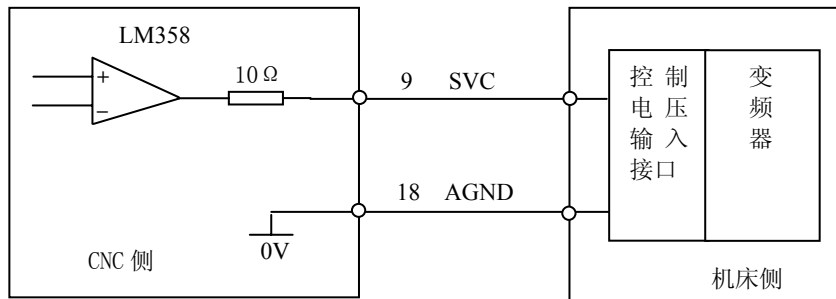 LM358
+
−
10Ω
9 SVC
18 AGND
0V
CNC 侧
控 制
电 压
输 入
接口
变
频
器
机床侧